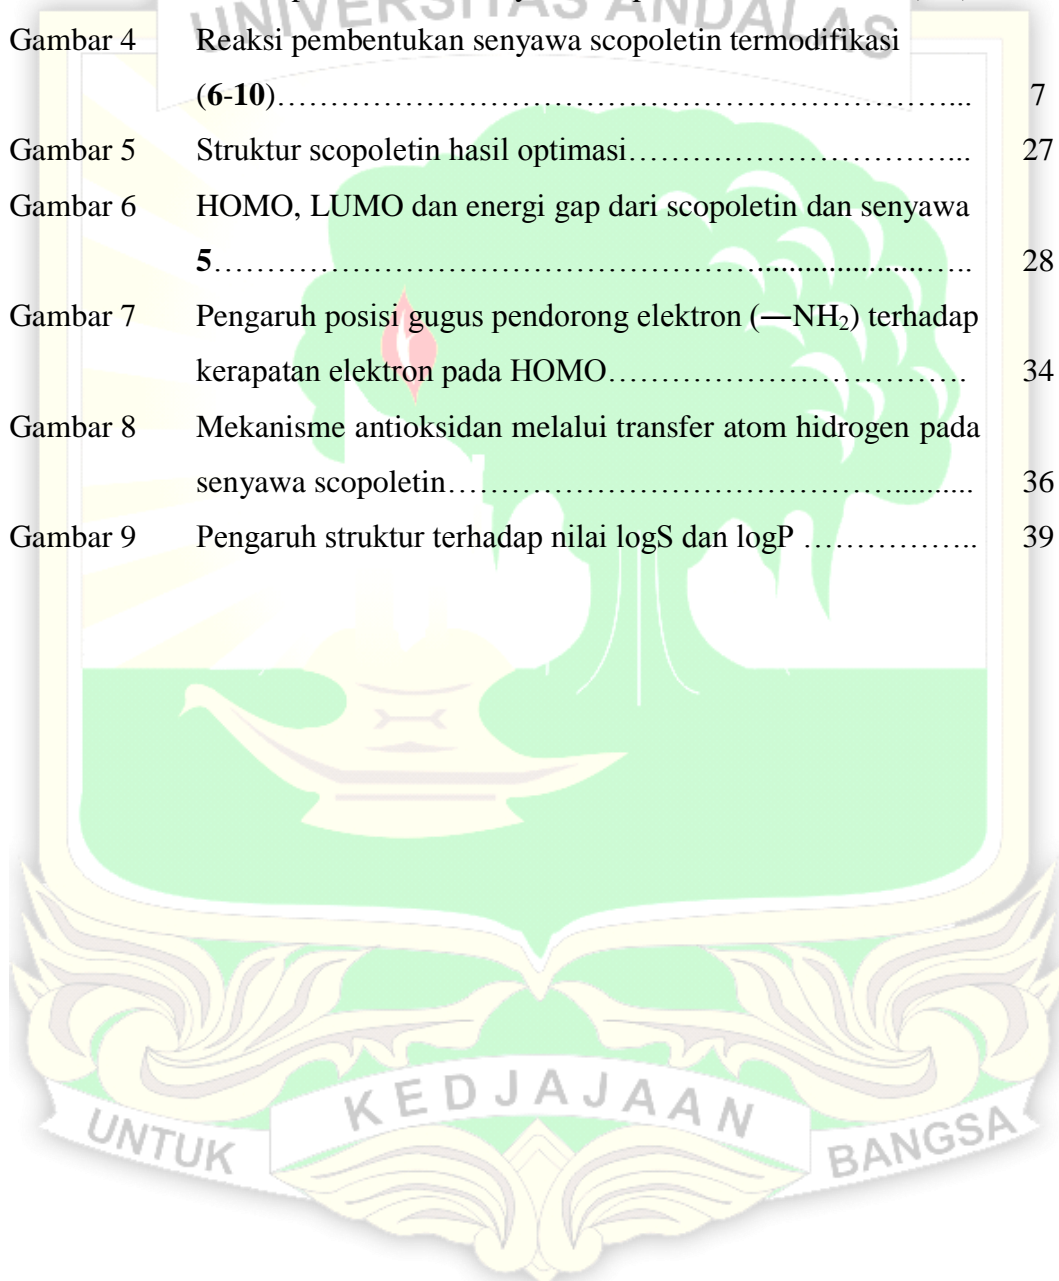 UNIVERSITAS ANDALAS
Gambar 4 Reaksi pembentukan senyawa scopoletin termodifikasi
(6-10)…………………………………………………………... 7
Gambar 5 Struktur scopoletin hasil optimasi…………………………... 27
Gambar 6 HOMO, LUMO dan energi gap dari scopoletin dan senyawa
5……………………………………………………......................….. 28
Gambar 7 Pengaruh posisi gugus pendorong elektron (―NH₂) terhadap
kerapatan elektron pada HOMO……………………………… 34
Gambar 8 Mekanisme antioksidan melalui transfer atom hidrogen pada
senyawa scopoletin………………………………………......... 36
Gambar 9 Pengaruh struktur terhadap nilai logS dan logP …………….. 39
UNTUK KEDJAJAAN BANGSA